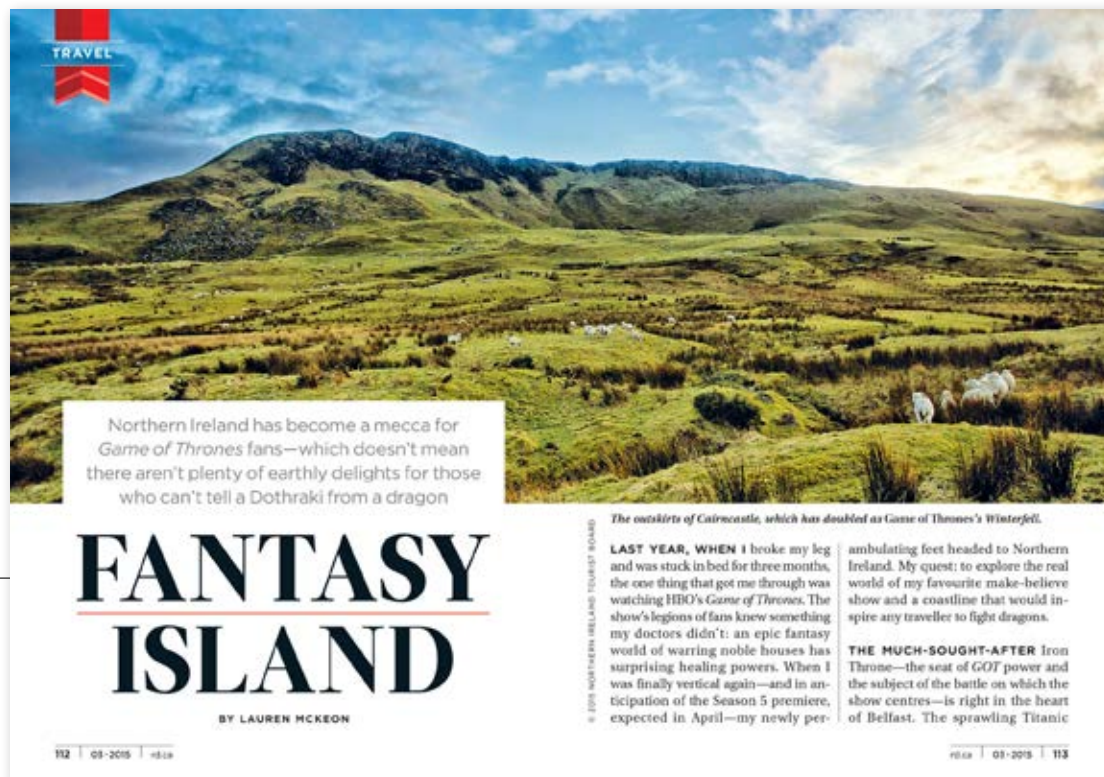 TRAVEL
Northern Ireland has become a mecca for
Game of Thrones fans—which doesn't mean
there aren't plenty of earthly delights for those
who can't tell a Dothraki from a dragon
FANTASY
ISLAND
BY LAUREN MCKEON
© 2015 NORTHERN IRELAND TOURIST BOARD
The outskirts of Cairncastle, which has doubled as Game of Thrones's Winterfell.
LAST YEAR, WHEN I broke my leg
and was stuck in bed for three months,
the one thing that got me through was
watching HBO's Game of Thrones. The
show's legions of fans knew something
my doctors didn't: an epic fantasy
world of warring noble houses has
surprising healing powers. When I
was finally vertical again—and in an-
ticipation of the Season 5 premiere,
expected in April—my newly per-
ambulating feet headed to Northern
Ireland. My quest: to explore the real
world of my favourite make-believe
show and a coastline that would in-
spire any traveller to fight dragons.
THE MUCH-SOUGHT-AFTER Iron
Throne—the seat of GOT power and
the subject of the battle on which the
show centres—is right in the heart
of Belfast. The sprawling Titanic
112 | 03·2015 | rd.ca
rd.ca | 03·2015 | 113